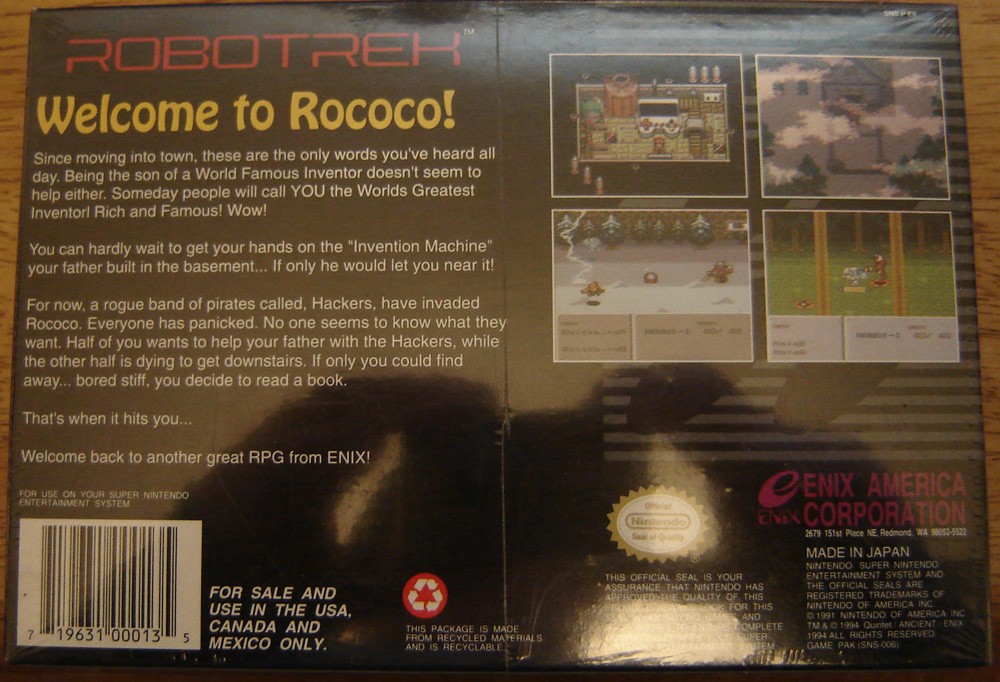 ROBOTREK™
Welcome to Rococo!
Since moving into town, these are the only words you've heard all
day. Being the son of a World Famous Inventor doesn't seem to
help either. Someday people will call YOU the Worlds Greatest
Inventor! Rich and Famous! Wow!
You can hardly wait to get your hands on the "Invention Machine"
your father built in the basement... If only he would let you near it!
For now, a rogue band of pirates called, Hackers, have invaded
Rococo. Everyone has panicked. No one seems to know what they
want. Half of you wants to help your father with the Hackers, while
the other half is dying to get downstairs. If only you could find
away... bored stiff, you decide to read a book.
That's when it hits you...
Welcome back to another great RPG from ENIX!
FOR USE ON YOUR SUPER NINTENDO
ENTERTAINMENT SYSTEM
7 19631 00013 5
FOR SALE AND
USE IN THE USA,
CANADA AND
MEXICO ONLY.
THIS PACKAGE IS MADE
FROM RECYCLED MATERIALS
AND IS RECYCLABLE.
Official
Nintendo
Seal of Quality
®
THIS OFFICIAL SEAL IS YOUR
ASSURANCE THAT NINTENDO HAS
APPROVED THE QUALITY OF THIS
LOOK FOR THIS
AND
COMPLETE
SUPER
ENIX
ENIX AMERICA
CORPORATION
2679 151st Place NE, Redmond, WA 98052-5522
MADE IN JAPAN
NINTENDO SUPER NINTENDO
ENTERTAINMENT SYSTEM AND
THE OFFICIAL SEALS ARE
REGISTERED TRADEMARKS OF
NINTENDO OF AMERICA INC
© 1991 NINTENDO OF AMERICA INC
TM & © 1994 Quintet / ANCIENT ENIX
1994 ALL RIGHTS RESERVED.
GAME PAK (SNS-006)